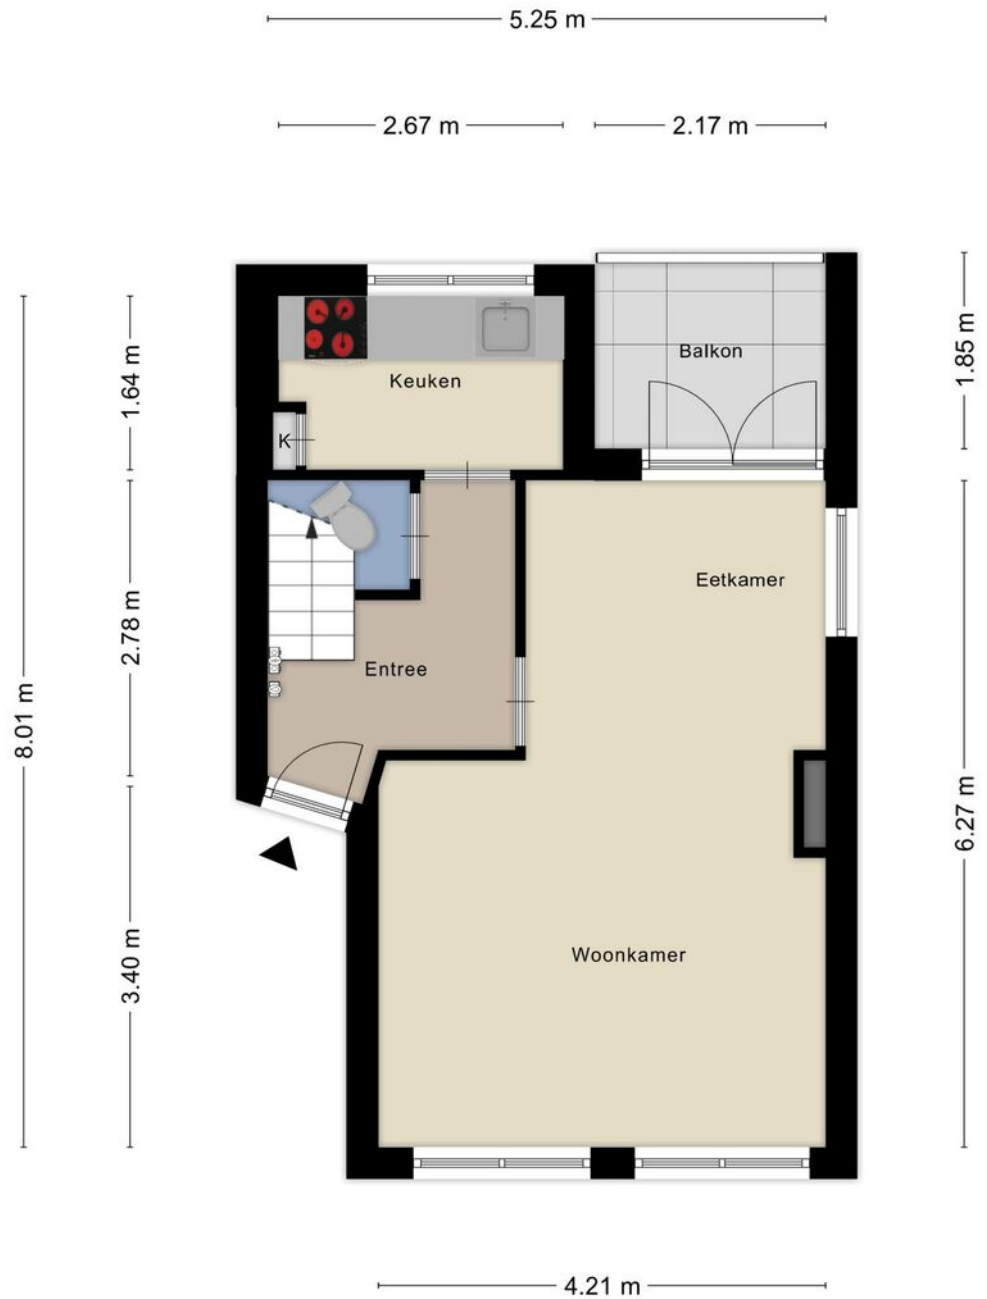 5.25 m
2.67 m
2.17 m
1.64 m
1.85 m
Balkon
Keuken
K
Eetkamer
2.78 m
Entree
8.01 m
6.27 m
3.40 m
Woonkamer
4.21 m